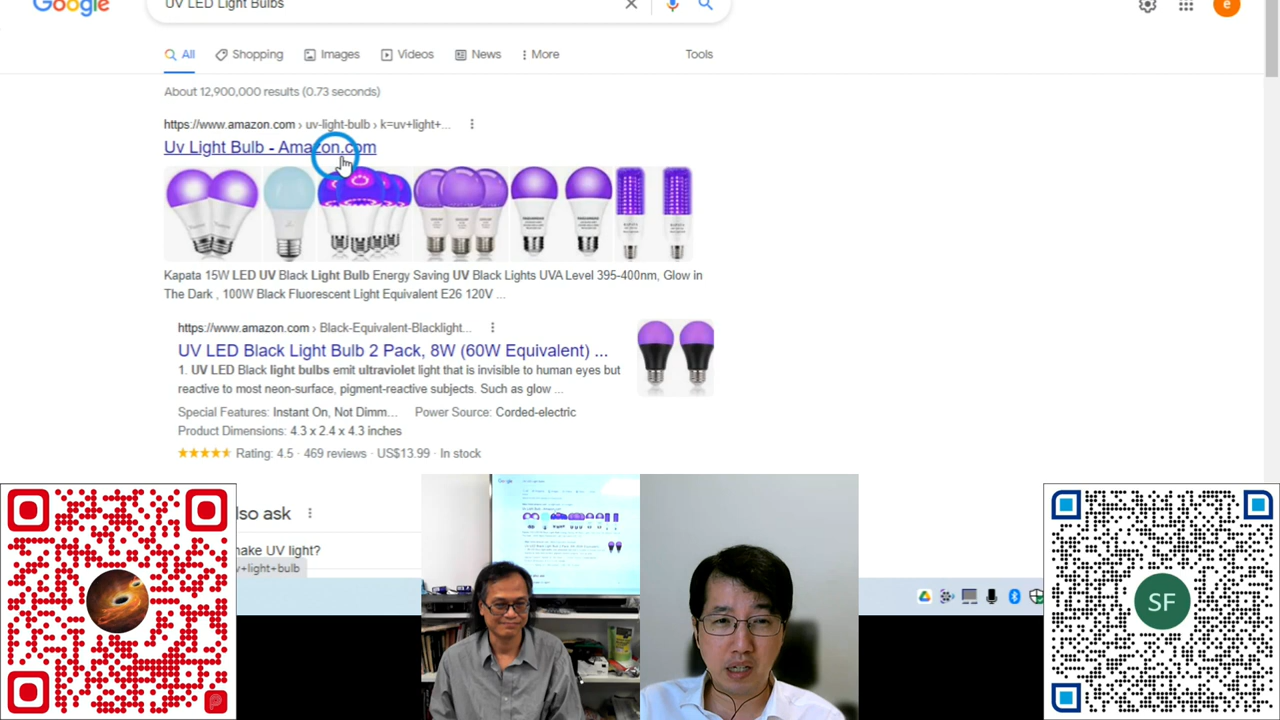 Google
UV LED Light Bulbs
All Shopping Images Videos News More Tools
About 12,900,000 results (0.73 seconds)
https://www.amazon.com › uv-light-bulb › k=uv+light+...
Uv Light Bulb - Amazon.com
Kapata 15W LED UV Black Light Bulb Energy Saving UV Black Lights UVA Level 395-400nm, Glow in
The Dark , 100W Black Fluorescent Light Equivalent E26 120V ...
https://www.amazon.com › Black-Equivalent-Blacklight...
UV LED Black Light Bulb 2 Pack, 8W (60W Equivalent) ...
1. UV LED Black light bulbs emit ultraviolet light that is invisible to human eyes but
reactive to most neon-surface, pigment-reactive subjects. Such as glow ...
Special Features: Instant On, Not Dimm... Power Source: Corded-electric
Product Dimensions: 4.3 x 2.4 x 4.3 inches
Rating: 4.5 · 469 reviews · US$13.99 · In stock
lso ask
make UV light?
v+light+bulb
SF
e